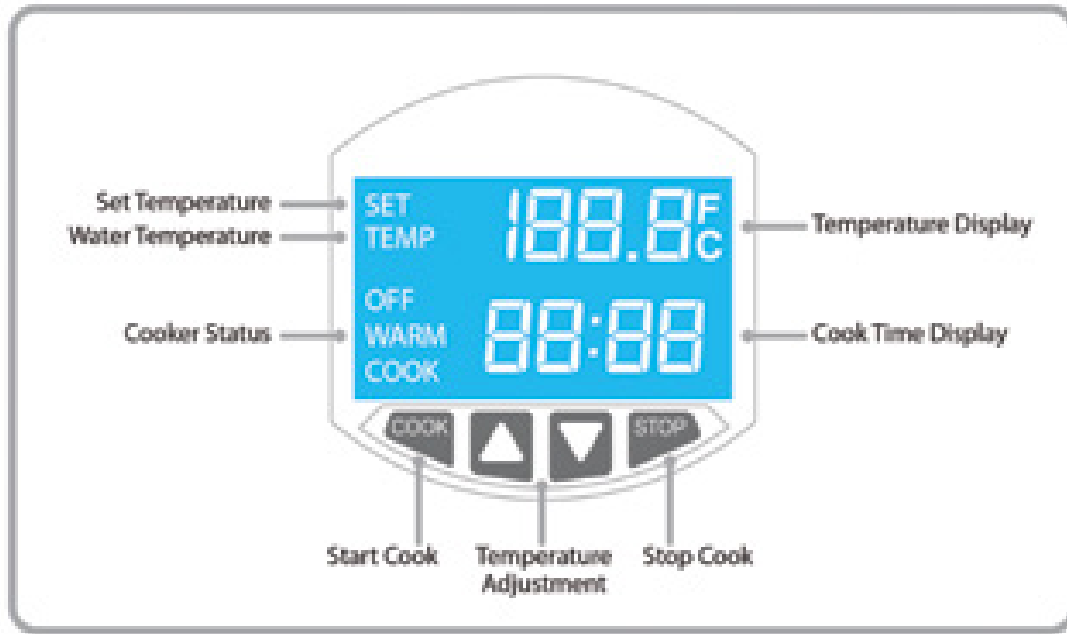 Set Temperature
Water Temperature
Cooker Status
SET
TEMP
188.8 F
C
OFF
WARM
COOK
88:88
Temperature Display
Cook Time Display
COOK
STOP
Start Cook
Temperature
Adjustment
Stop Cook